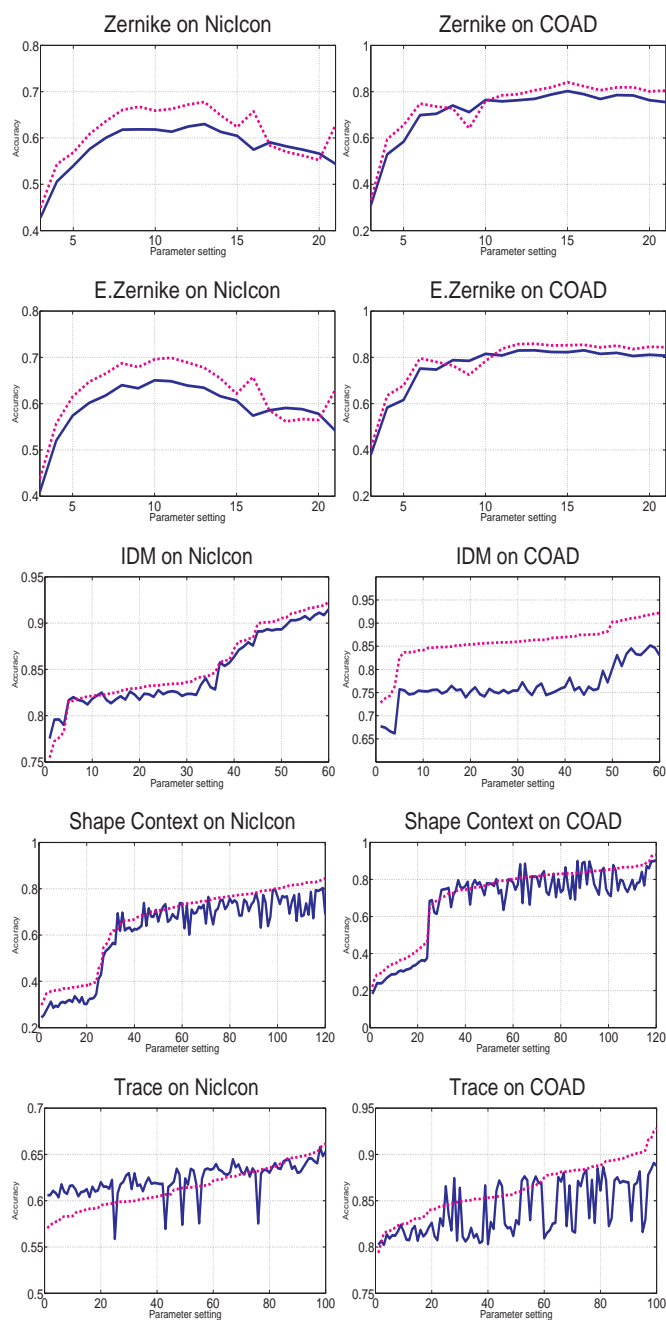 Zernike on NicIcon
0.8
0.7
0.6
0.5
0.4
Accuracy
5 10 15 20
Parameter setting
Zernike on COAD
1
0.8
0.6
0.4
0.2
Accuracy
5 10 15 20
Parameter setting
E.Zernike on NicIcon
0.8
0.7
0.6
0.5
0.4
Accuracy
5 10 15 20
Parameter setting
E.Zernike on COAD
1
0.8
0.6
0.4
0.2
Accuracy
5 10 15 20
Parameter setting
IDM on NicIcon
0.95
0.9
0.85
0.8
0.75
Accuracy
0 10 20 30 40 50 60
Parameter setting
IDM on COAD
0.95
0.9
0.85
0.8
0.75
0.7
0.65
Accuracy
0 10 20 30 40 50 60
Parameter setting
Shape Context on NicIcon
1
0.8
0.6
0.4
0.2
Accuracy
0 20 40 60 80 100 120
Parameter setting
Shape Context on COAD
1
0.8
0.6
0.4
0.2
0
Accuracy
0 20 40 60 80 100 120
Parameter setting
Trace on NicIcon
0.7
0.65
0.6
0.55
0.5
Accuracy
0 20 40 60 80 100
Parameter setting
Trace on COAD
0.95
0.9
0.85
0.8
0.75
Accuracy
0 20 40 60 80 100
Parameter setting